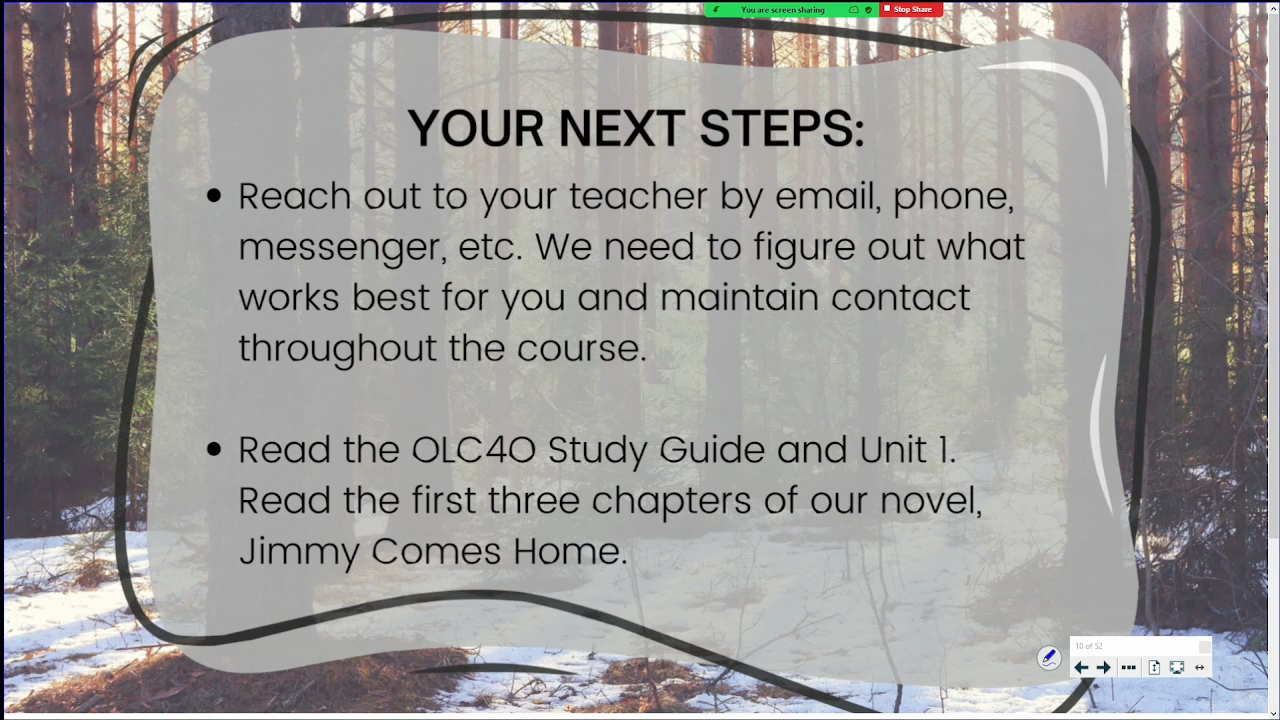 You are screen sharing
Stop Share
YOUR NEXT STEPS:
• Reach out to your teacher by email, phone,
messenger, etc. We need to figure out what
works best for you and maintain contact
throughout the course.
• Read the OLC4O Study Guide and Unit 1.
Read the first three chapters of our novel,
Jimmy Comes Home.
10 of 52